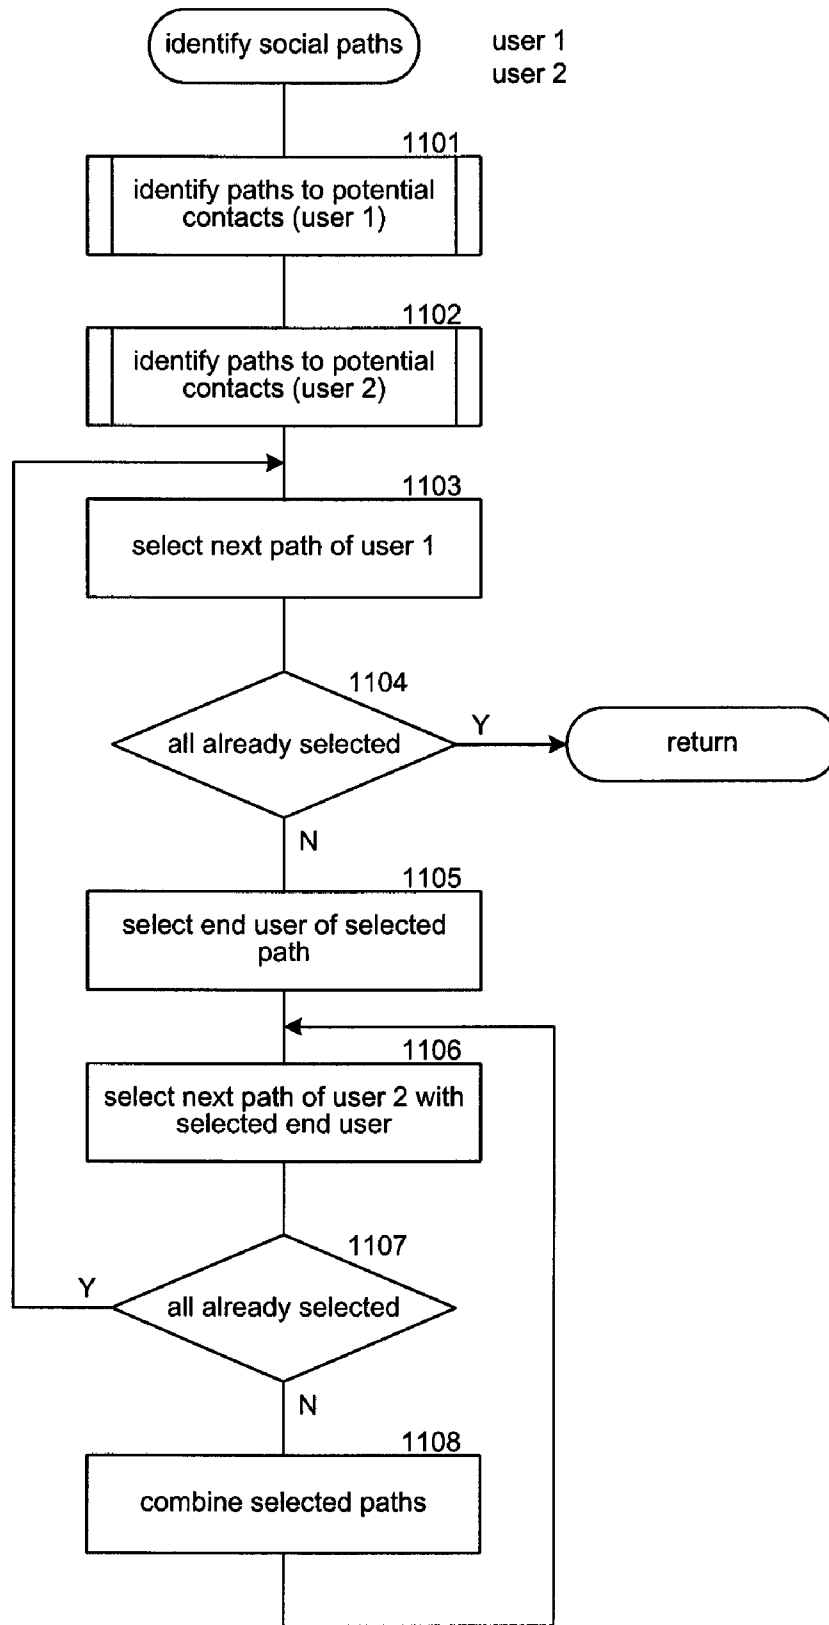 identify social paths
user 1
user 2
1101
identify paths to potential
contacts (user 1)
1102
identify paths to potential
contacts (user 2)
1103
select next path of user 1
1104
all already selected
Y
return
N
1105
select end user of selected
path
1106
select next path of user 2 with
selected end user
1107
Y
all already selected
N
1108
combine selected paths